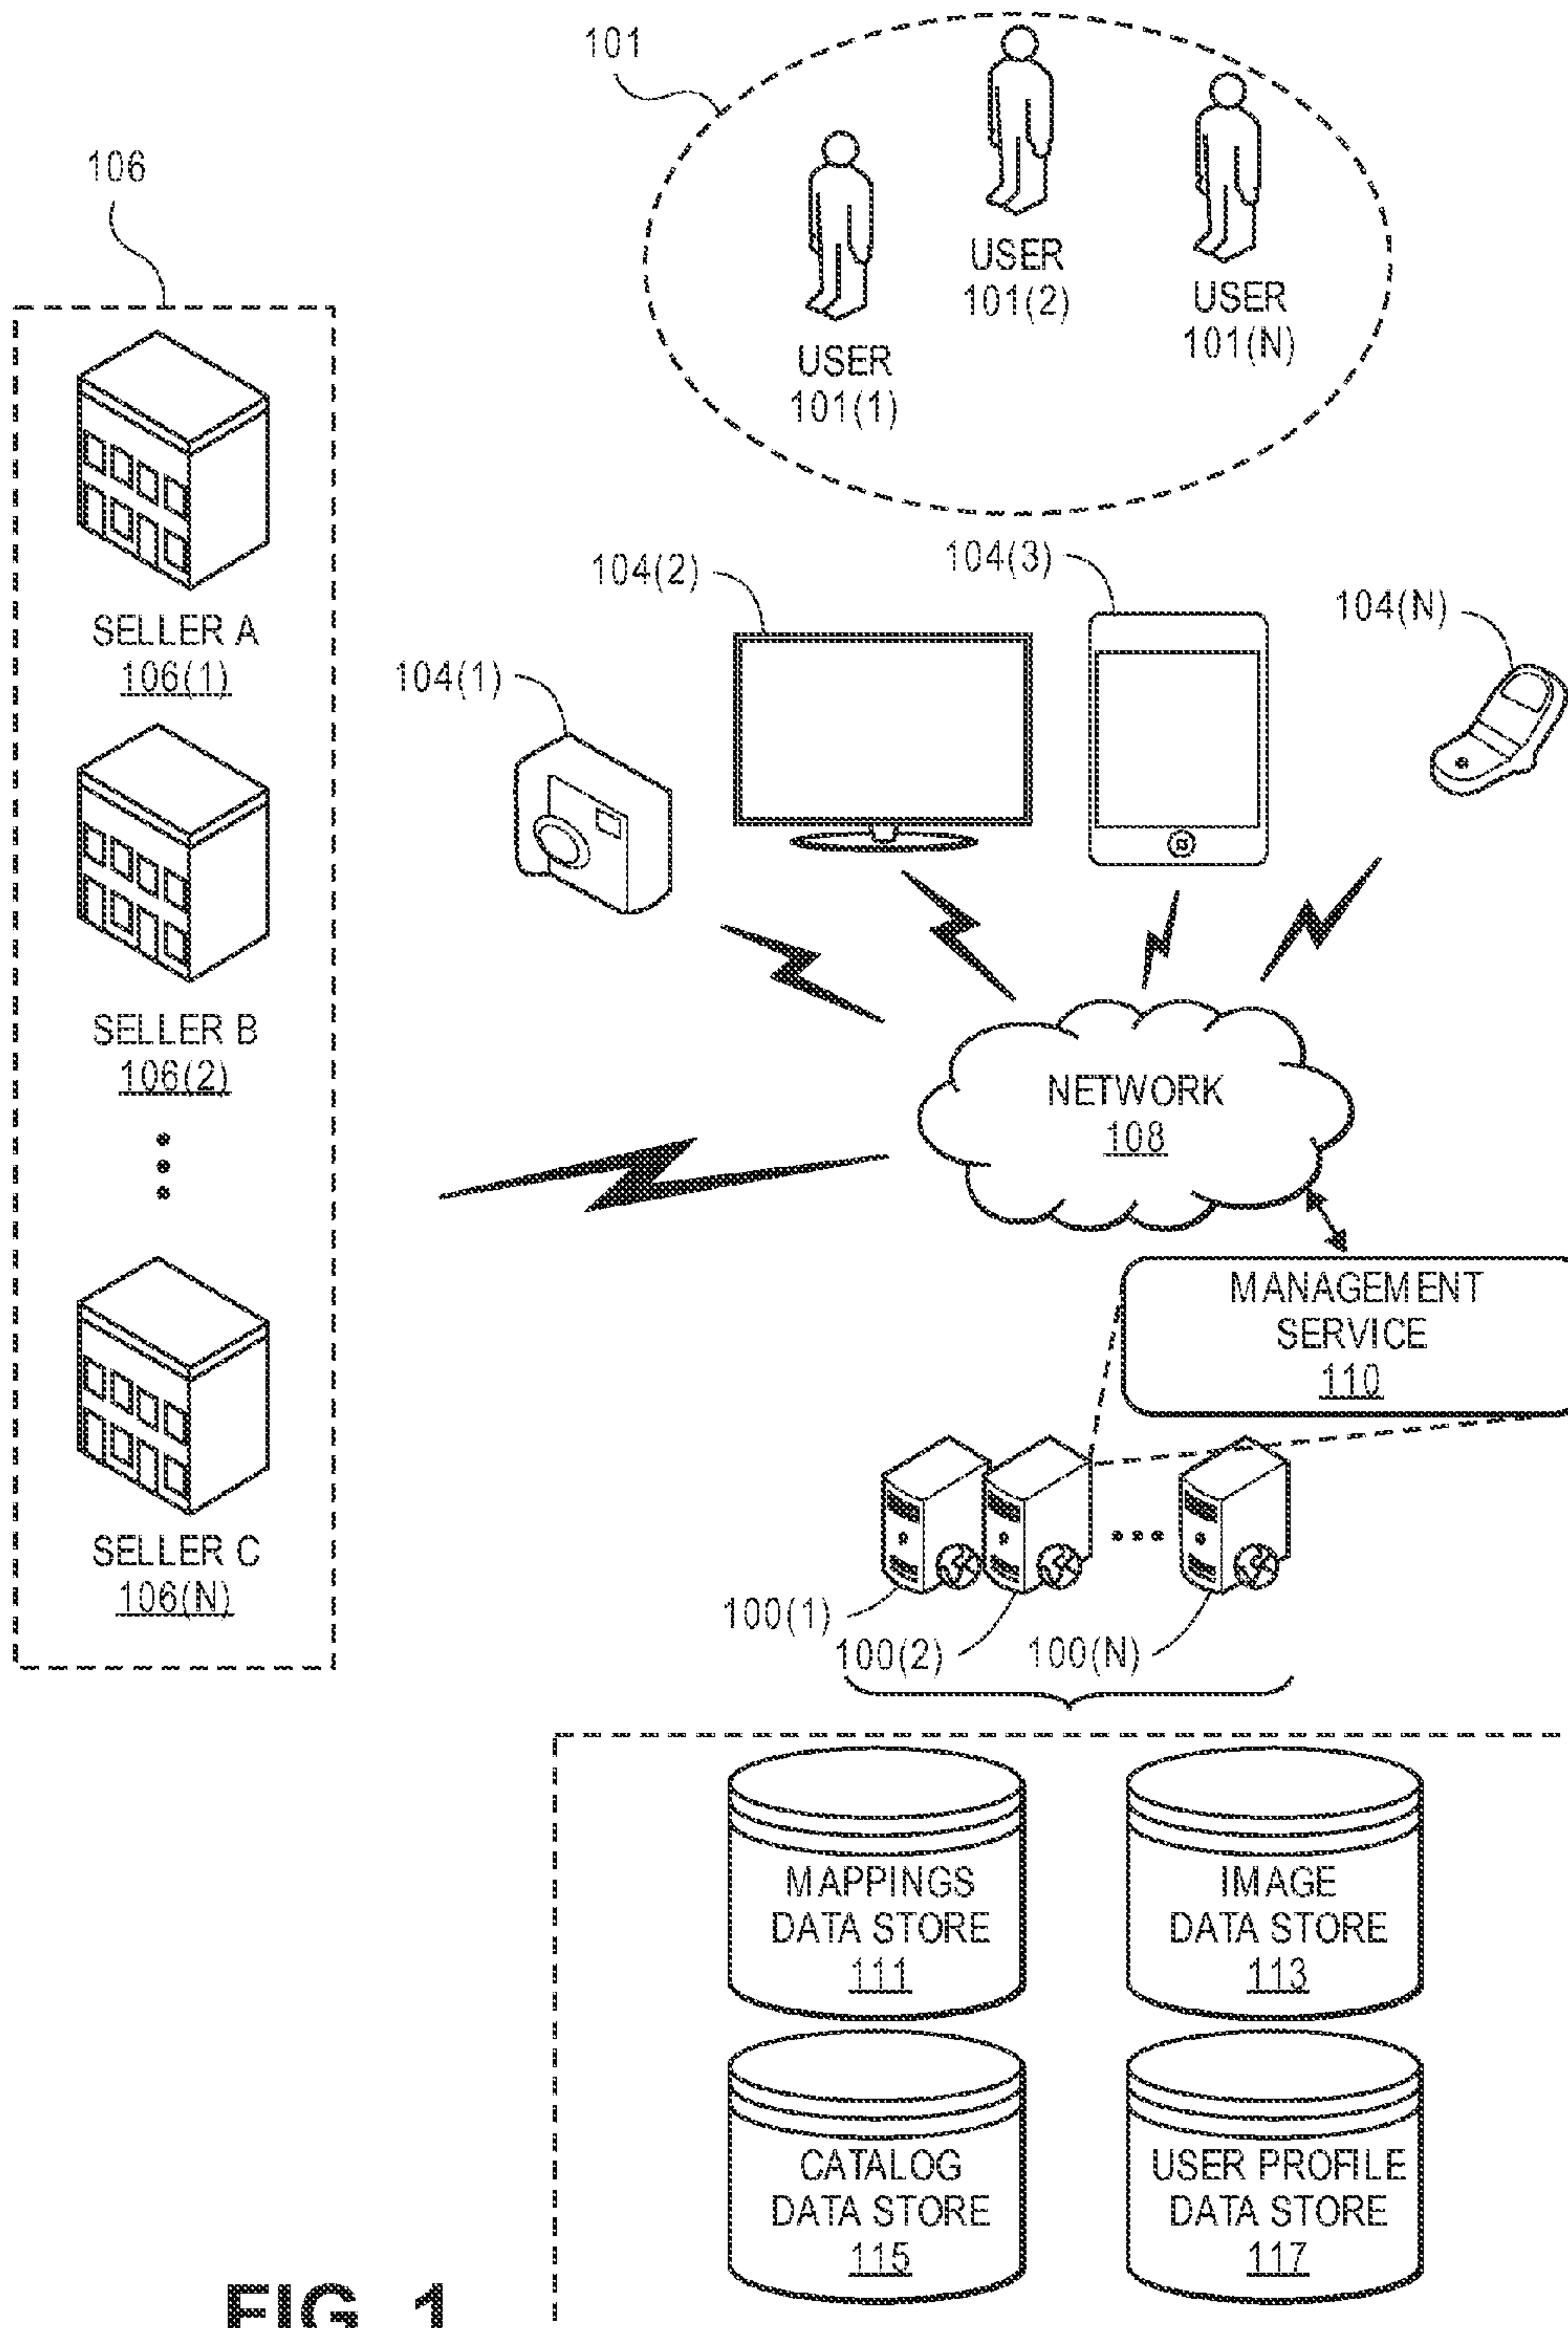 101
USER
101(1)
USER
101(2)
USER
101(N)
106
SELLER A
106(1)
SELLER B
106(2)
SELLER C
106(N)
104(1)
104(2)
104(3)
104(N)
NETWORK
108
MANAGEMENT
SERVICE
110
100(1)
100(2)
100(N)
MAPPINGS
DATA STORE
111
IMAGE
DATA STORE
113
CATALOG
DATA STORE
115
USER PROFILE
DATA STORE
117
FIG. 1